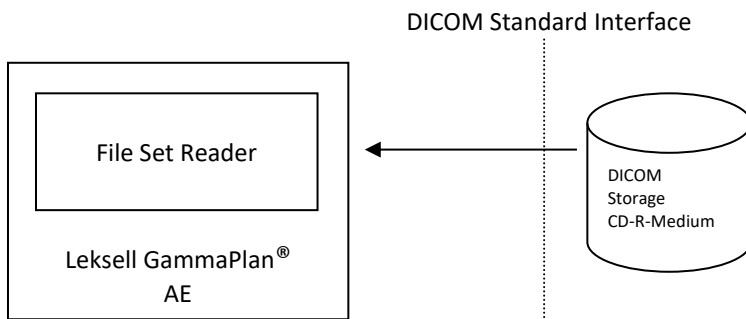 DICOM Standard Interface
File Set Reader
Leksell GammaPlan®
AE
DICOM
Storage
CD-R-Medium